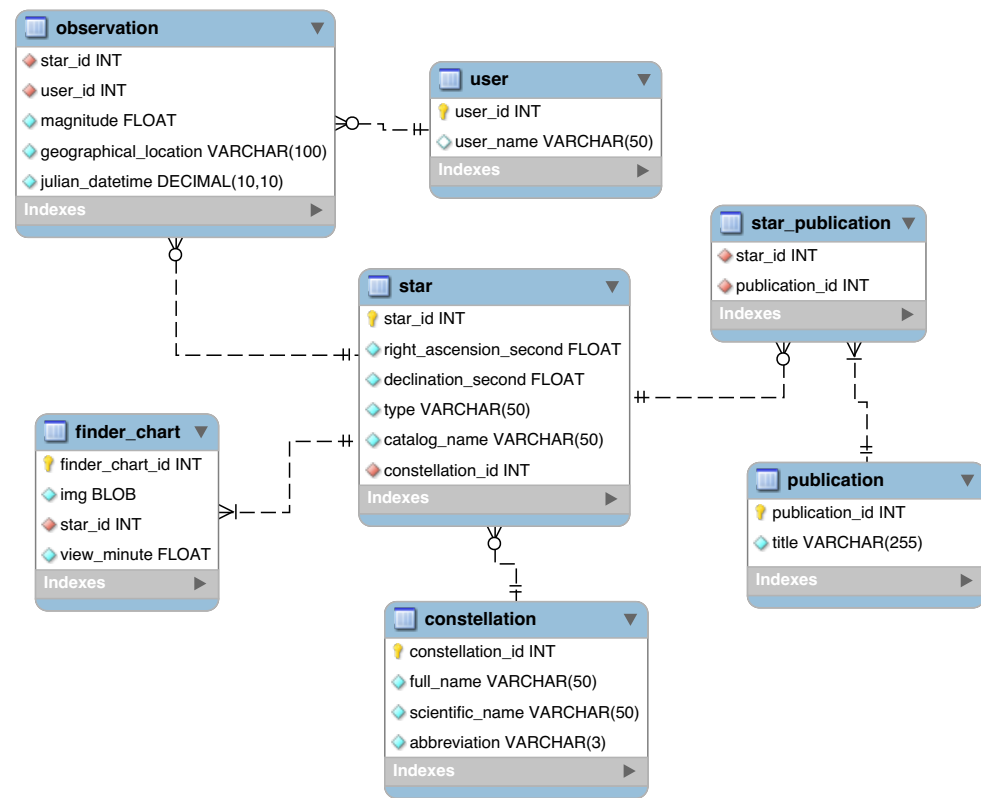 observation
star_id INT
user_id INT
magnitude FLOAT
geographical_location VARCHAR(100)
julian_datetime DECIMAL(10,10)
Indexes
user
user_id INT
user_name VARCHAR(50)
Indexes
star_publication
star_id INT
publication_id INT
Indexes
star
star_id INT
right_ascension_second FLOAT
declination_second FLOAT
type VARCHAR(50)
catalog_name VARCHAR(50)
constellation_id INT
Indexes
finder_chart
finder_chart_id INT
img BLOB
star_id INT
view_minute FLOAT
Indexes
publication
publication_id INT
title VARCHAR(255)
Indexes
constellation
constellation_id INT
full_name VARCHAR(50)
scientific_name VARCHAR(50)
abbreviation VARCHAR(3)
Indexes